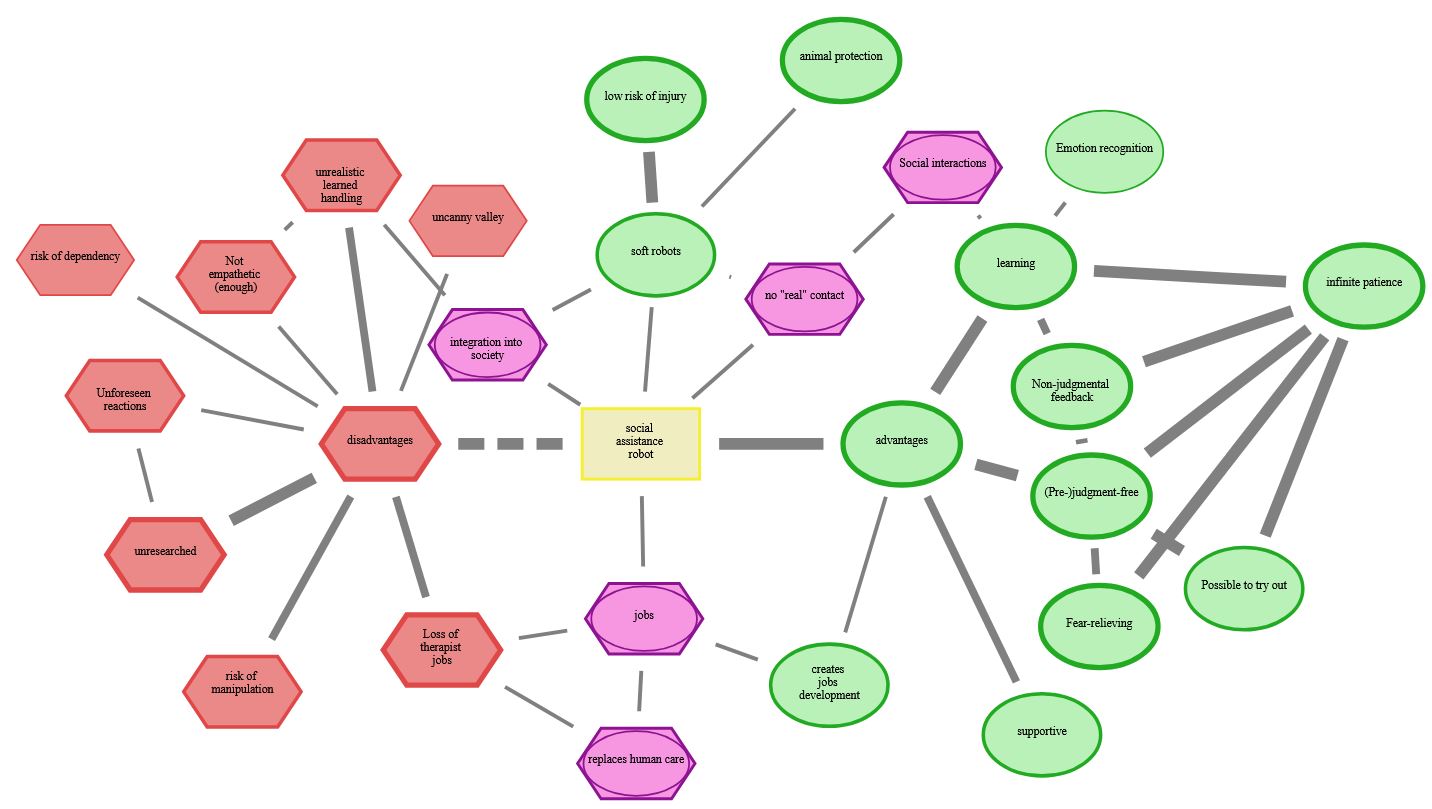 animal protection
low risk of injury
Emotion recognition
Social interactions
unrealistic
learned
handling
uncanny valley
risk of dependency
Not
empathetic
(enough)
soft robots
learning
infinite patience
no "real" contact
integration into
society
Unforeseen
reactions
Non-judgmental
feedback
disadvantages
social
assistance
robot
advantages
(Pre-)judgment-free
unresearched
Possible to try out
jobs
Fear-relieving
Loss of
therapist
jobs
risk of
manipulation
creates
jobs
development
supportive
replaces human care